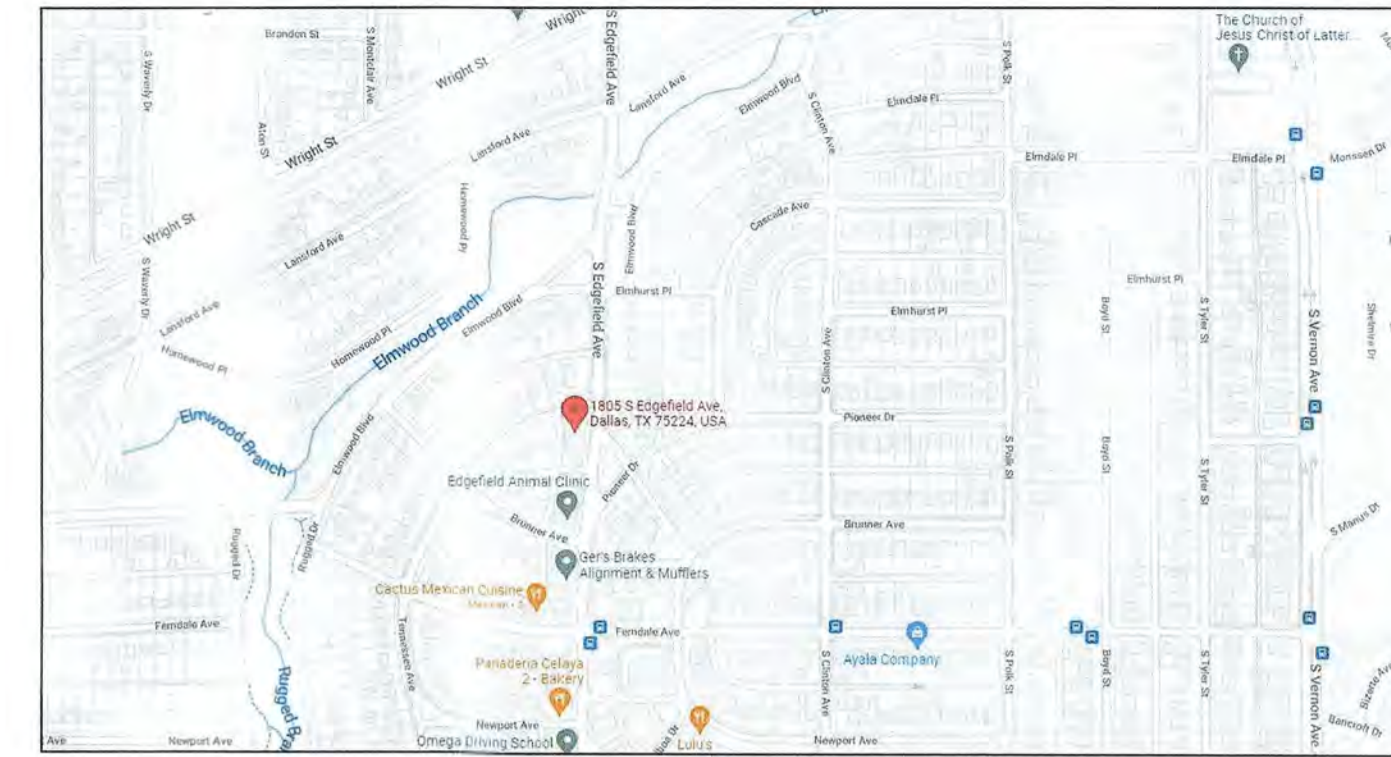 Wright
S Edgefield Ave
The Church of
Jesus Christ of Latter...
Brandon St
S Montclair Ave
S Waverly Dr
Wright St
Lansford Ave
Elmwood Blvd
S Clinton Ave
Elmdale Pl
S Polk St
Aton St
Wright St
Lansford Ave
Elmdale Pl
Elmdale Pl
Monssen Dr
Homewood Pl
Wright St
Lansford Ave
Elmwood Blvd
Cascade Ave
S Waverly Dr
S Edgefield Ave
Elmhurst Pl
Elmhurst Pl
Lansford Ave
Elmwood Branch
Elmwood Blvd
Elmhurst Pl
Boyd St
S Tyler St
S Vernon Ave
Shelmire Dr
Homewood Pl
Homewood Pl
S Clinton Ave
1805 S Edgefield Ave,
Dallas, TX 75224, USA
Pioneer Dr
Elmwood Branch
Elmwood Blvd
S Polk St
Boyd St
S Tyler St
Edgefield Animal Clinic
Pioneer Dr
Brunner Ave
Brunner Ave
S Marius Dr
Rugged Dr
Rugged Dr
Ger's Brakes
Alignment & Mufflers
Cactus Mexican Cuisine
Ferndale Ave
Tennessee Ave
Ferndale Ave
Ayala Company
S Clinton Ave
S Polk St
Boyd St
S Tyler St
S Vernon Ave
Bizerte Ave
Panaderia Celaya
2 - Bakery
Rugged Bra
Newport Ave
Bancroft Dr
Ave
Newport Ave
Omega Driving School
Lulu's
Newport Ave